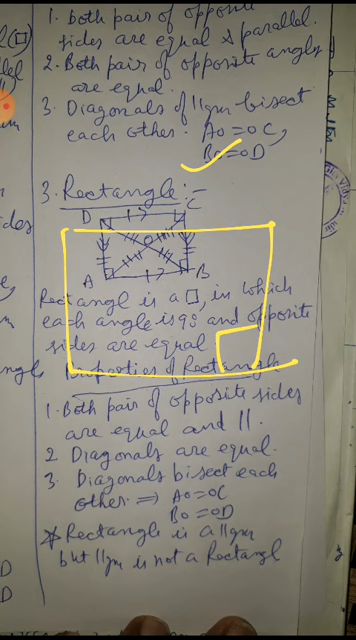 1. both pair of opposite
sides are equal & parallel.
2. Both pair of opposite angles
are equal.
3. Diagonals of ||gm bisect
each other. AO = OC,
BO = OD
3. Rectangle :-
D C
O
A B
Rectangl is a □, in which
each angle is 90 and opposite
sides are equal
Properties of Rectangle
1. Both pair of opposite sides
are equal and ||.
2 Diagonals are equal.
3. Diagonals bisect each
other ⇒ AO = OC
BO = OD
* Rectangle is a ||gm
but ||gm is not a Rectangl